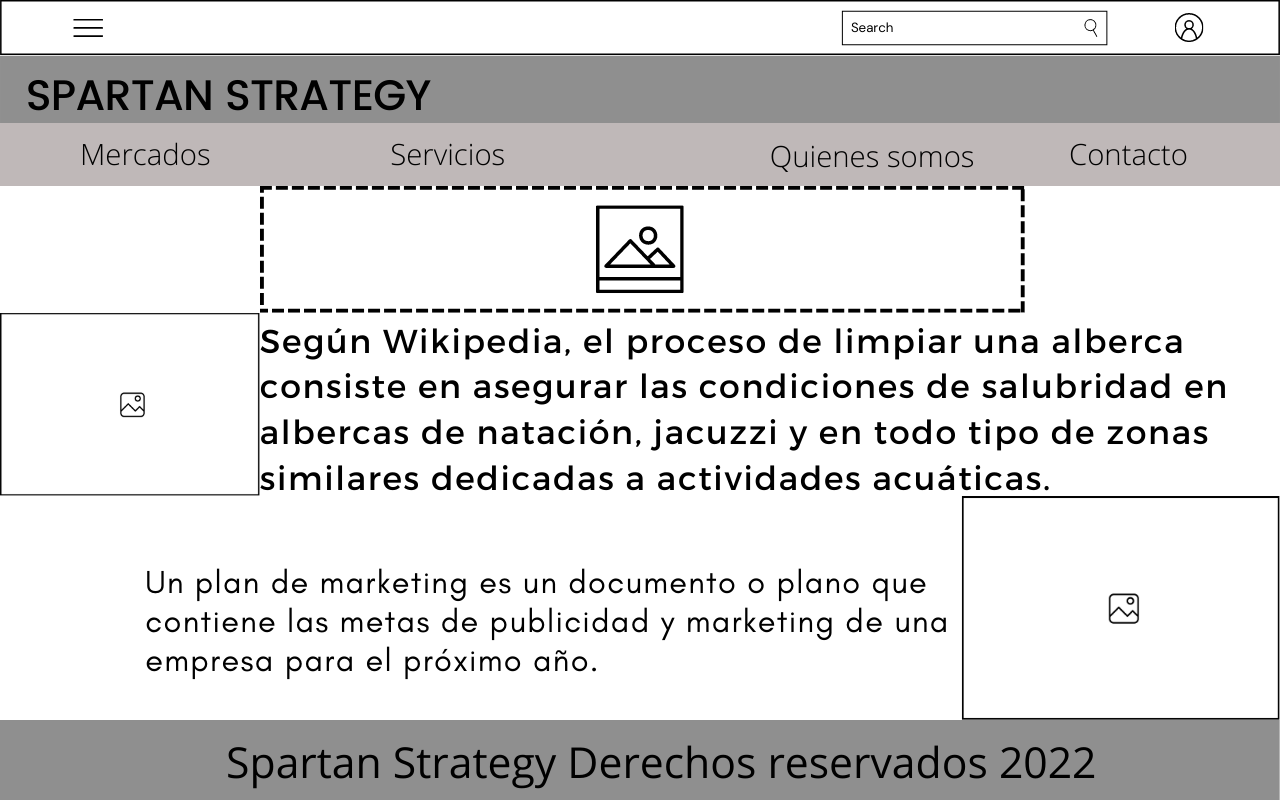 Search
SPARTAN STRATEGY
Mercados Servicios Quienes somos Contacto
Según Wikipedia, el proceso de limpiar una alberca
consiste en asegurar las condiciones de salubridad en
albercas de natación, jacuzzi y en todo tipo de zonas
similares dedicadas a actividades acuáticas.
Un plan de marketing es un documento o plano que
contiene las metas de publicidad y marketing de una
empresa para el próximo año.
Spartan Strategy Derechos reservados 2022